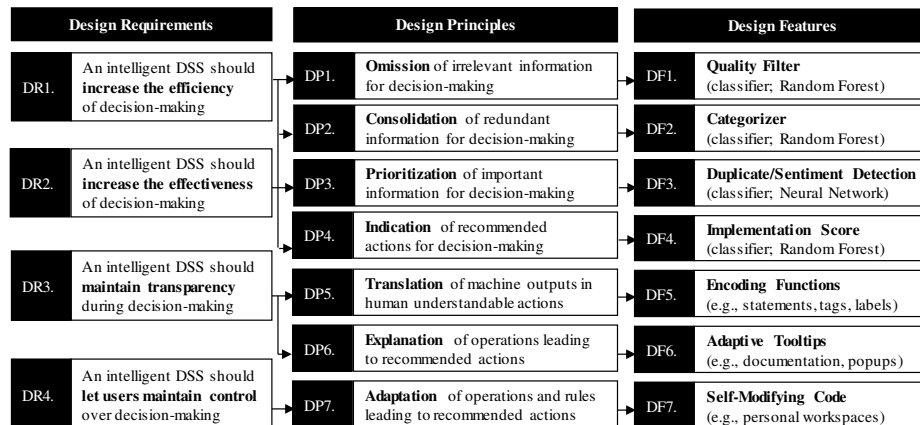 Design Requirements
DR1.
An intelligent DSS should
increase the efficiency
of decision-making
DR2.
An intelligent DSS should
increase the effectiveness
of decision-making
DR3.
An intelligent DSS should
maintain transparency
during decision-making
DR4.
An intelligent DSS should
let users maintain control
over decision-making
Design Principles
DP1.
Omission of irrelevant information
for decision-making
DP2.
Consolidation of redundant
information for decision-making
DP3.
Prioritization of important
information for decision-making
DP4.
Indication of recommended
actions for decision-making
DP5.
Translation of machine outputs in
human understandable actions
DP6.
Explanation of operations leading
to recommended actions
DP7.
Adaptation of operations and rules
leading to recommended actions
Design Features
DF1.
Quality Filter
(classifier; Random Forest)
DF2.
Categorizer
(classifier; Random Forest)
DF3.
Duplicate/Sentiment Detection
(classifier; Neural Network)
DF4.
Implementation Score
(classifier; Random Forest)
DF5.
Encoding Functions
(e.g., statements, tags, labels)
DF6.
Adaptive Tooltips
(e.g., documentation, popups)
DF7.
Self-Modifying Code
(e.g., personal workspaces)